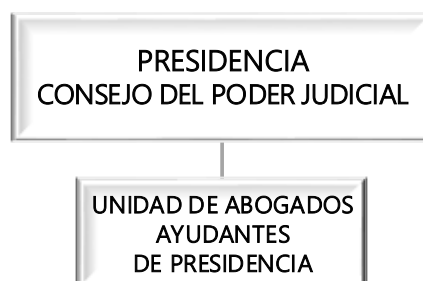 PRESIDENCIA
CONSEJO DEL PODER JUDICIAL
UNIDAD DE ABOGADOS
AYUDANTES
DE PRESIDENCIA